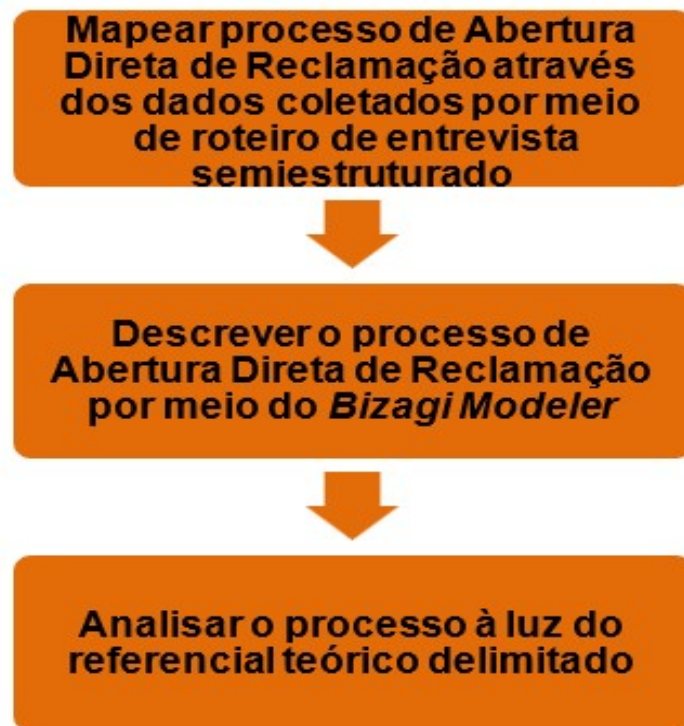 Mapear processo de Abertura
Direta de Reclamação através
dos dados coletados por meio
de roteiro de entrevista
semiestruturado
Descrever o processo de
Abertura Direta de Reclamação
por meio do Bizagi Modeler
Analisar o processo à luz do
referencial teórico delimitado